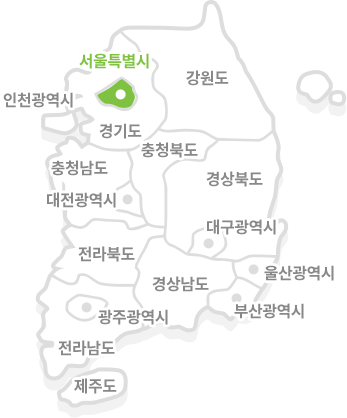 서울특별시
강원도
인천광역시
경기도
충청북도
충청남도
경상북도
대전광역시
대구광역시
전라북도
울산광역시
경상남도
부산광역시
광주광역시
전라남도
제주도